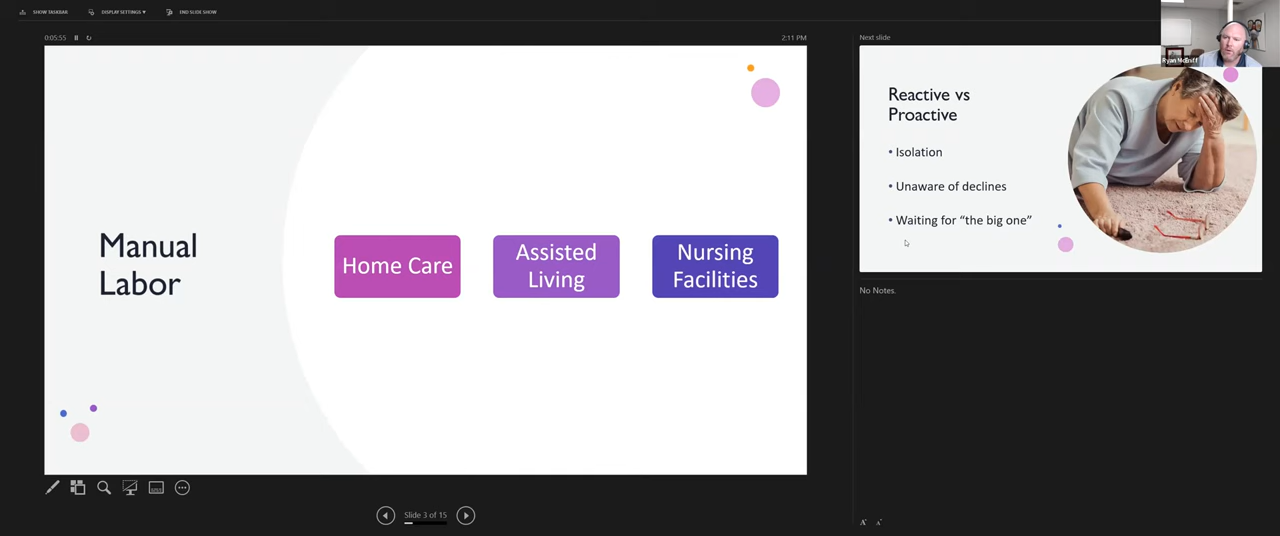 SHOW TASKBAR
DISPLAY SETTINGS ▾
END SLIDE SHOW
0:05:55
2:11 PM
Manual
Labor
Home Care
Assisted
Living
Nursing
Facilities
Slide 3 of 15
Next slide
Ryan McEniff
Reactive vs
Proactive
• Isolation
• Unaware of declines
• Waiting for “the big one”
No Notes.
A
A